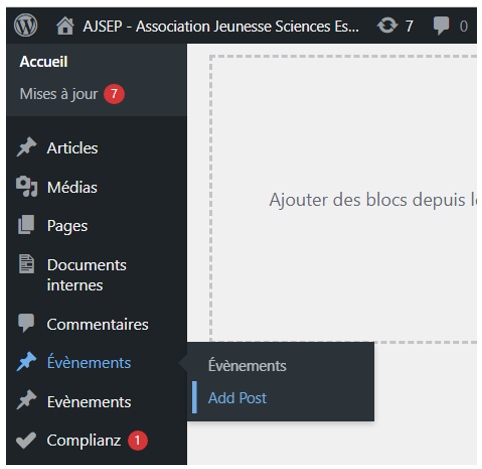 AJSEP - Association Jeunesse Sciences Es... 7 0
Accueil
Mises à jour 7
Articles
Médias
Ajouter des blocs depuis l
Pages
Documents
internes
Commentaires
Évènements
Évènements
Add Post
Evènements
Complianz 1